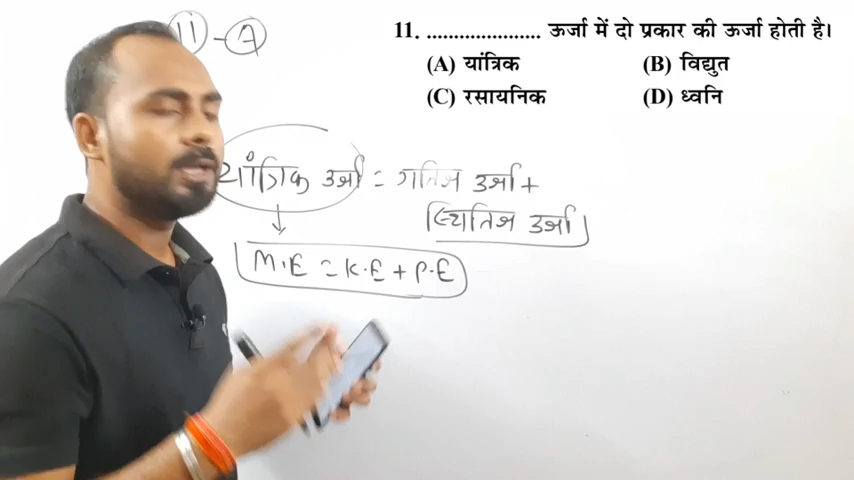 11. ..................... ऊर्जा में दो प्रकार की ऊर्जा होती है।
(A) यांत्रिक (B) विद्युत
(C) रसायनिक (D) ध्वनि
11 - A
यांत्रिक उर्जा = गतिज उर्जा +
स्थितिज उर्जा
M.E = K.E + P.E